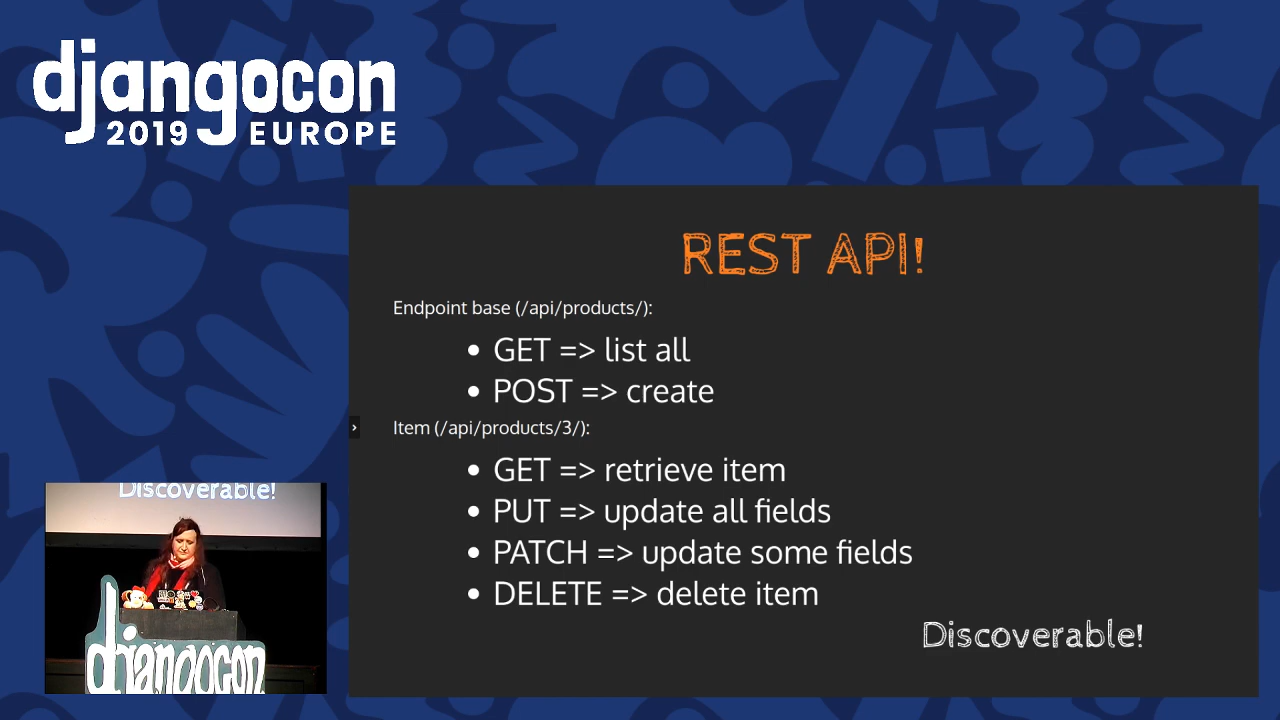 djangocon
2019 EUROPE
REST API!
Endpoint base (/api/products/):
• GET => list all
• POST => create
›
Item (/api/products/3/):
• GET => retrieve item
• PUT => update all fields
• PATCH => update some fields
• DELETE => delete item
Discoverable!
Discoverable!
djangocon